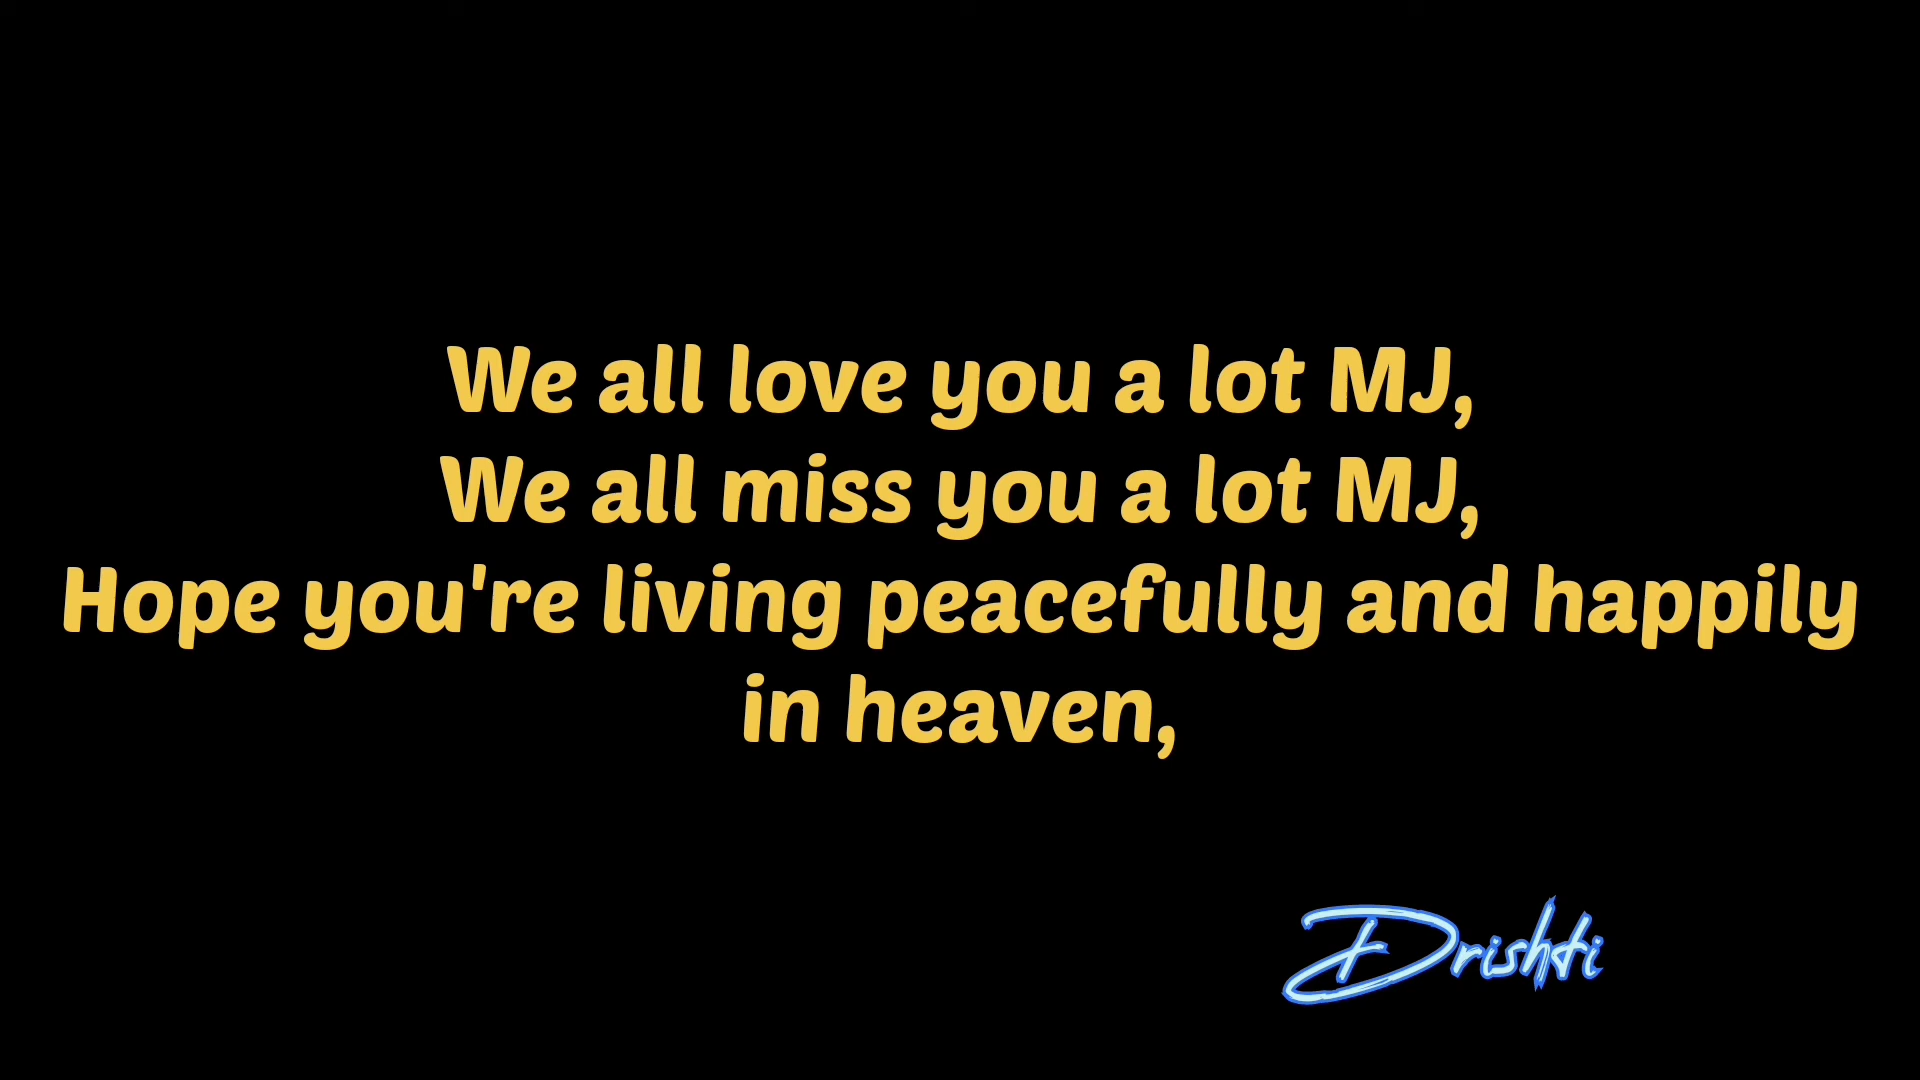 We all love you a lot MJ,
We all miss you a lot MJ,
Hope you're living peacefully and happily
in heaven,
Drishti